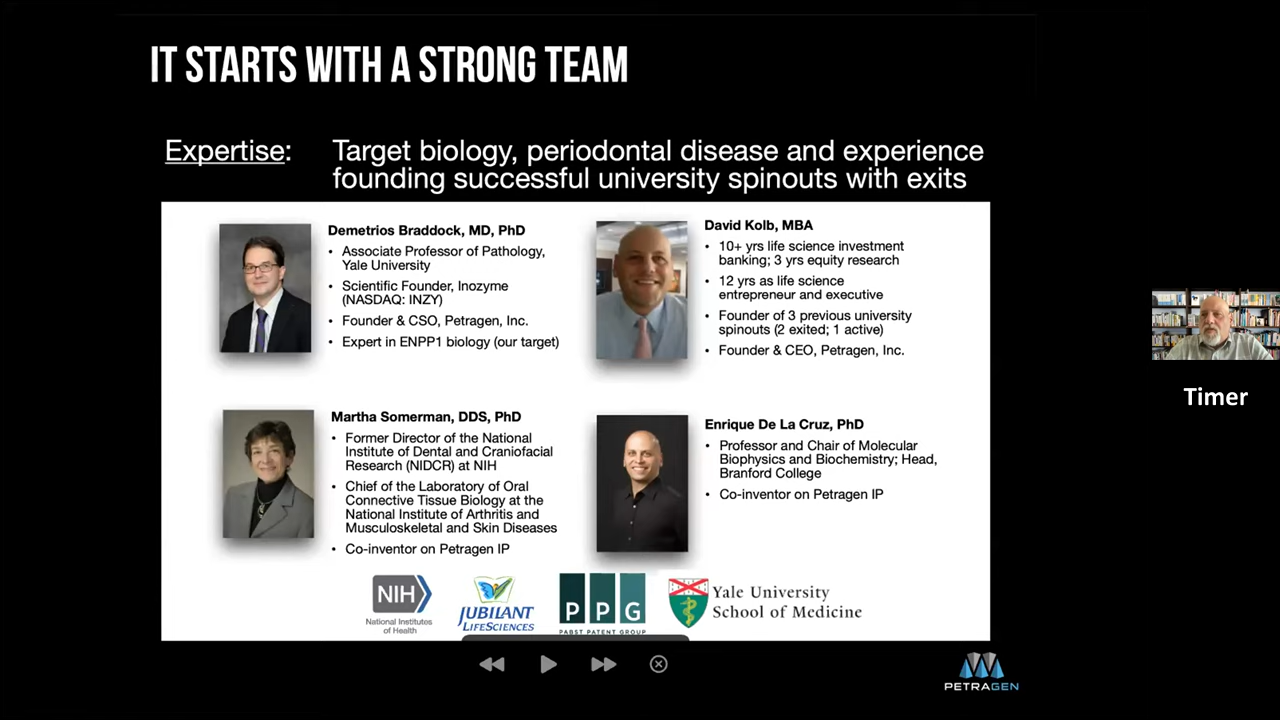 IT STARTS WITH A STRONG TEAM
Expertise: Target biology, periodontal disease and experience
founding successful university spinouts with exits
Demetrios Braddock, MD, PhD
• Associate Professor of Pathology,
Yale University
• Scientific Founder, Inozyme
(NASDAQ: INZY)
• Founder & CSO, Petragen, Inc.
• Expert in ENPP1 biology (our target)
David Kolb, MBA
• 10+ yrs life science investment
banking; 3 yrs equity research
• 12 yrs as life science
entrepreneur and executive
• Founder of 3 previous university
spinouts (2 exited; 1 active)
• Founder & CEO, Petragen, Inc.
Martha Somerman, DDS, PhD
• Former Director of the National
Institute of Dental and Craniofacial
Research (NIDCR) at NIH
• Chief of the Laboratory of Oral
Connective Tissue Biology at the
National Institute of Arthritis and
Musculoskeletal and Skin Diseases
• Co-inventor on Petragen IP
Enrique De La Cruz, PhD
• Professor and Chair of Molecular
Biophysics and Biochemistry; Head,
Branford College
• Co-inventor on Petragen IP
NIH
National Institutes
of Health
JUBILANT
LIFESCIENCES
PPG
PABST PATENT GROUP
Yale University
School of Medicine
PETRAGEN
Timer